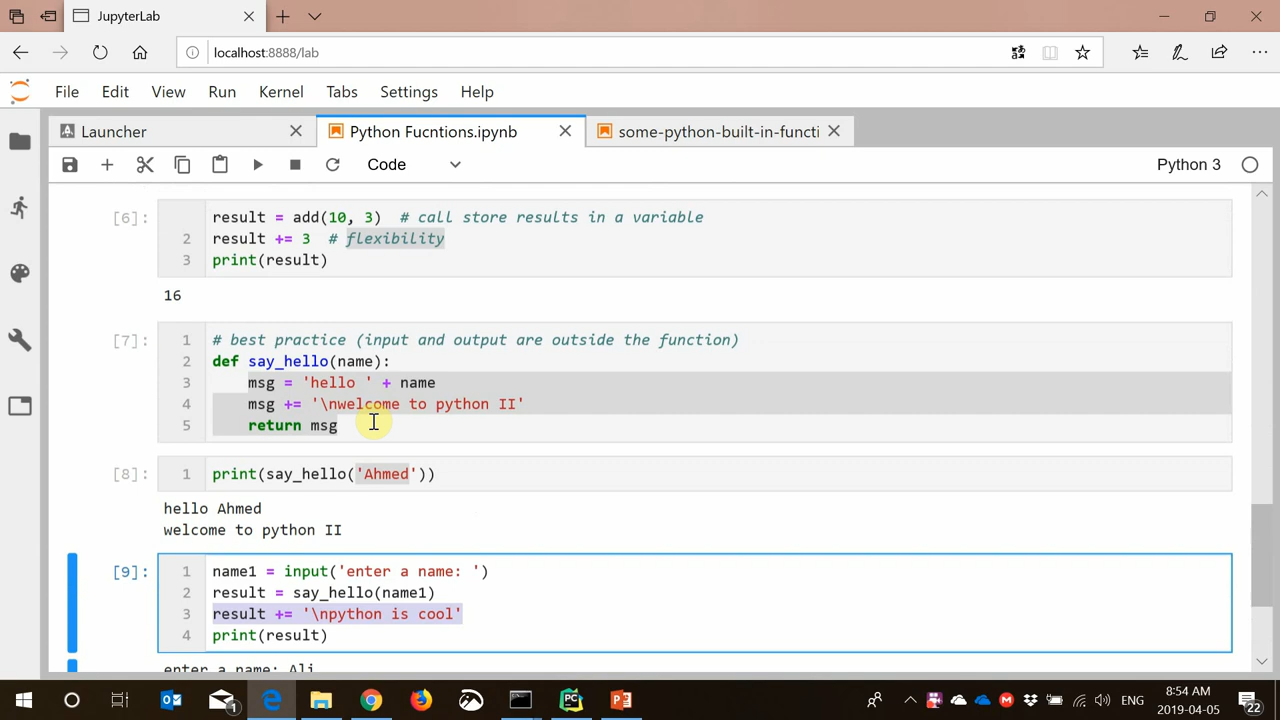 JupyterLab
localhost:8888/lab
File Edit View Run Kernel Tabs Settings Help
Launcher Python Fucntions.ipynb some-python-built-in-functi
Code Python 3
[6]: result = add(10, 3)  # call store results in a variable
2 result += 3  # flexibility
3 print(result)
16
[7]: 1 # best practice (input and output are outside the function)
2 def say_hello(name):
3 msg = 'hello ' + name
4 msg += '\nwelcome to python II'
5 return msg
[8]: 1 print(say_hello('Ahmed'))
hello Ahmed
welcome to python II
[9]: 1 name1 = input('enter a name: ')
2 result = say_hello(name1)
3 result += '\npython is cool'
4 print(result)
enter a name: Ali
ENG 8:54 AM
2019-04-05
1
22